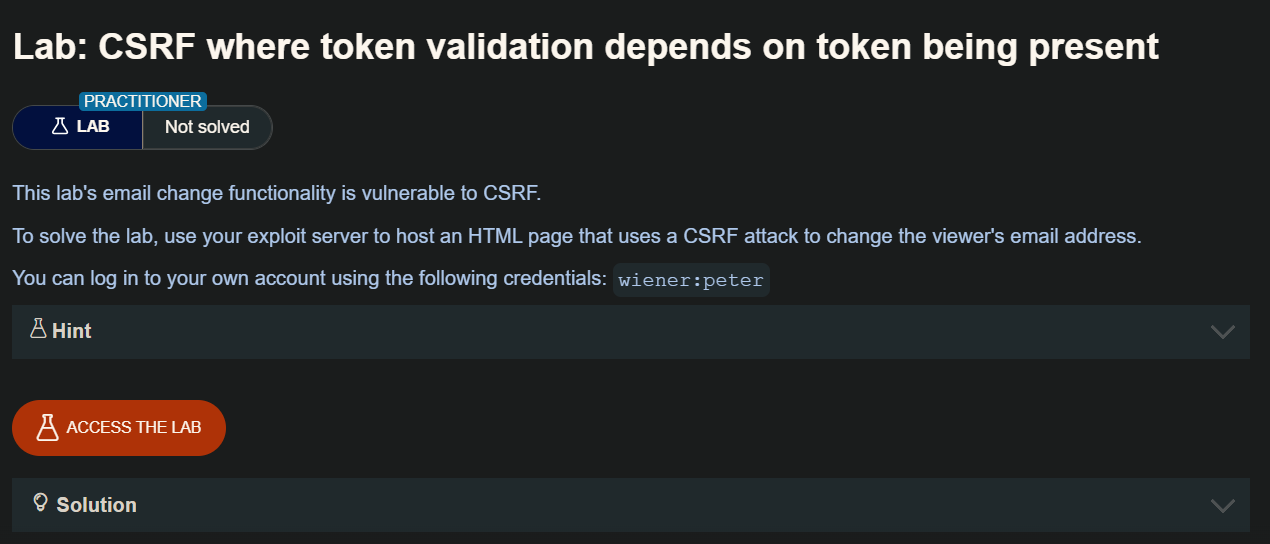 Lab: CSRF where token validation depends on token being present
PRACTITIONER
LAB
Not solved
This lab's email change functionality is vulnerable to CSRF.
To solve the lab, use your exploit server to host an HTML page that uses a CSRF attack to change the viewer's email address.
You can log in to your own account using the following credentials: wiener:peter
Hint
ACCESS THE LAB
Solution